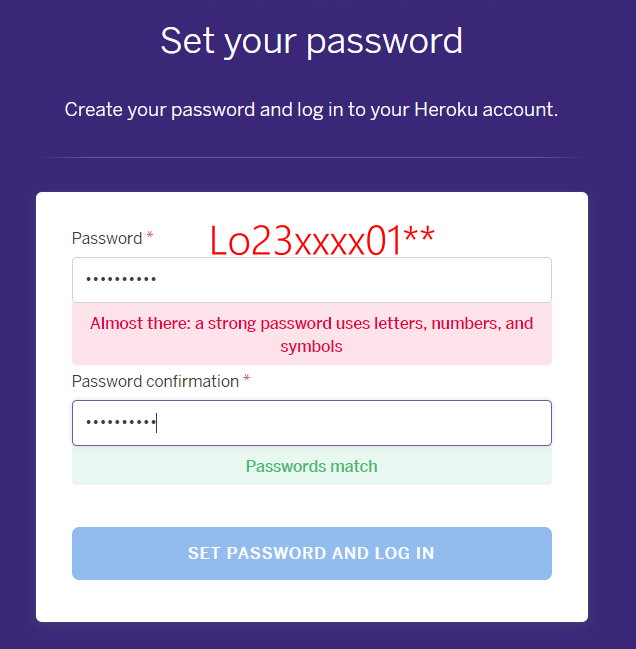 Set your password
Create your password and log in to your Heroku account.
Password *
Lo23xxxx01**
••••••••••
Almost there: a strong password uses letters, numbers, and
symbols
Password confirmation *
••••••••••
Passwords match
SET PASSWORD AND LOG IN